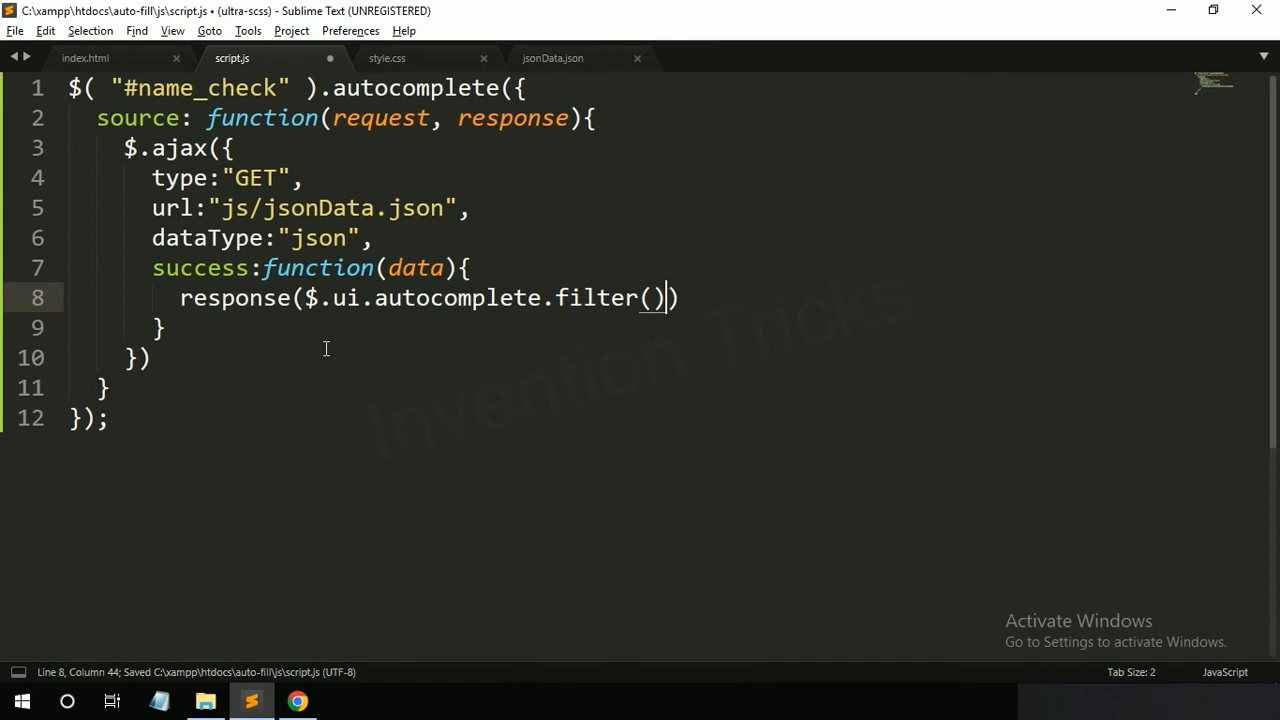 C:\xampp\htdocs\auto-fill\js\script.js • (ultra-scss) - Sublime Text (UNREGISTERED)
File Edit Selection Find View Goto Tools Project Preferences Help
index.html script.js style.css jsonData.json
1 $( "#name_check" ).autocomplete({
2 source: function(request, response){
3 $.ajax({
4 type:"GET",
5 url:"js/jsonData.json",
6 dataType:"json",
7 success:function(data){
8 response($.ui.autocomplete.filter())
9 }
10 })
11 }
12 });
Invention Tricks
Activate Windows
Go to Settings to activate Windows.
Line 8, Column 44; Saved C:\xampp\htdocs\auto-fill\js\script.js (UTF-8) Tab Size: 2 JavaScript